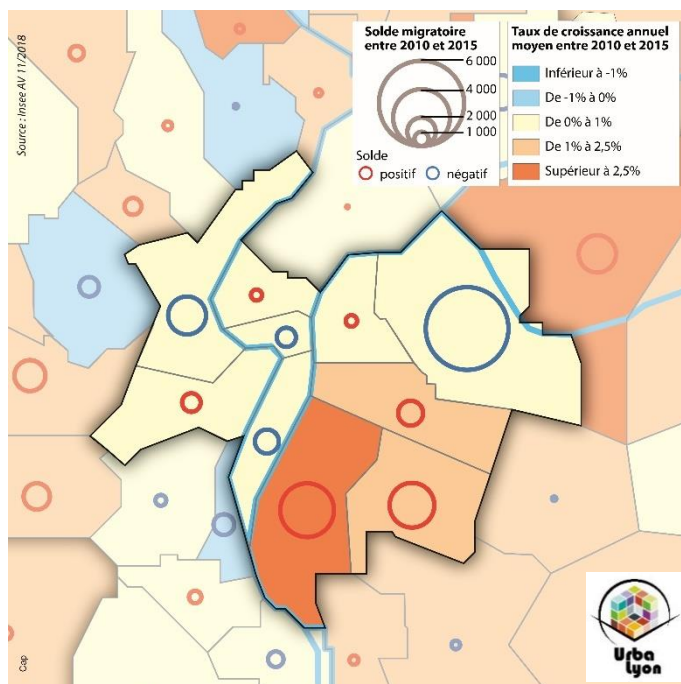 Source : Insee AV 11/2018
Solde migratoire
entre 2010 et 2015
6 000
4 000
2 000
1 000
Solde
positif
négatif
Taux de croissance annuel
moyen entre 2010 et 2015
Inférieur à -1%
De -1% à 0%
De 0% à 1%
De 1% à 2,5%
Supérieur à 2,5%
Cap
Urba
Lyon